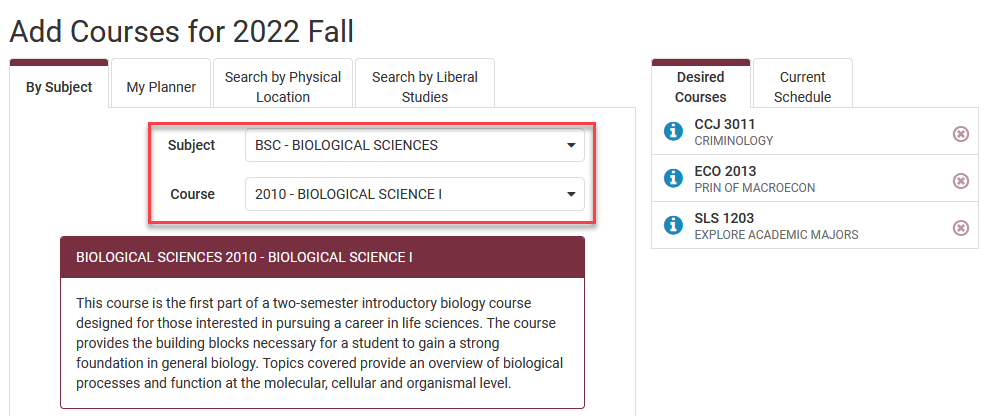 Add Courses for 2022 Fall
By Subject
My Planner
Search by Physical
Location
Search by Liberal
Studies
Subject
BSC - BIOLOGICAL SCIENCES
Course
2010 - BIOLOGICAL SCIENCE I
BIOLOGICAL SCIENCES 2010 - BIOLOGICAL SCIENCE I
This course is the first part of a two-semester introductory biology course
designed for those interested in pursuing a career in life sciences. The course
provides the building blocks necessary for a student to gain a strong
foundation in general biology. Topics covered provide an overview of biological
processes and function at the molecular, cellular and organismal level.
Desired
Courses
Current
Schedule
CCJ 3011
CRIMINOLOGY
ECO 2013
PRIN OF MACROECON
SLS 1203
EXPLORE ACADEMIC MAJORS